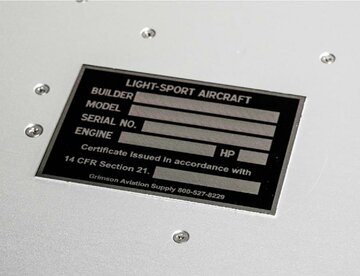 LIGHT-SPORT AIRCRAFT
BUILDER
MODEL
SERIAL NO.
ENGINE HP
Certificate issued in accordance with
14 CFR Section 21.
Grimson Aviation Supply 800-527-8229